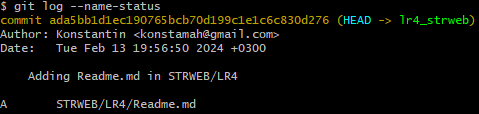 $ git log --name-status
commit ada5bb1d1ec190765bcb70d199c1e1c6c830d276 (HEAD -> lr4_strweb)
Author: Konstantin <konstamah@gmail.com>
Date:   Tue Feb 13 19:56:50 2024 +0300
    Adding Readme.md in STRWEB/LR4
A       STRWEB/LR4/Readme.md